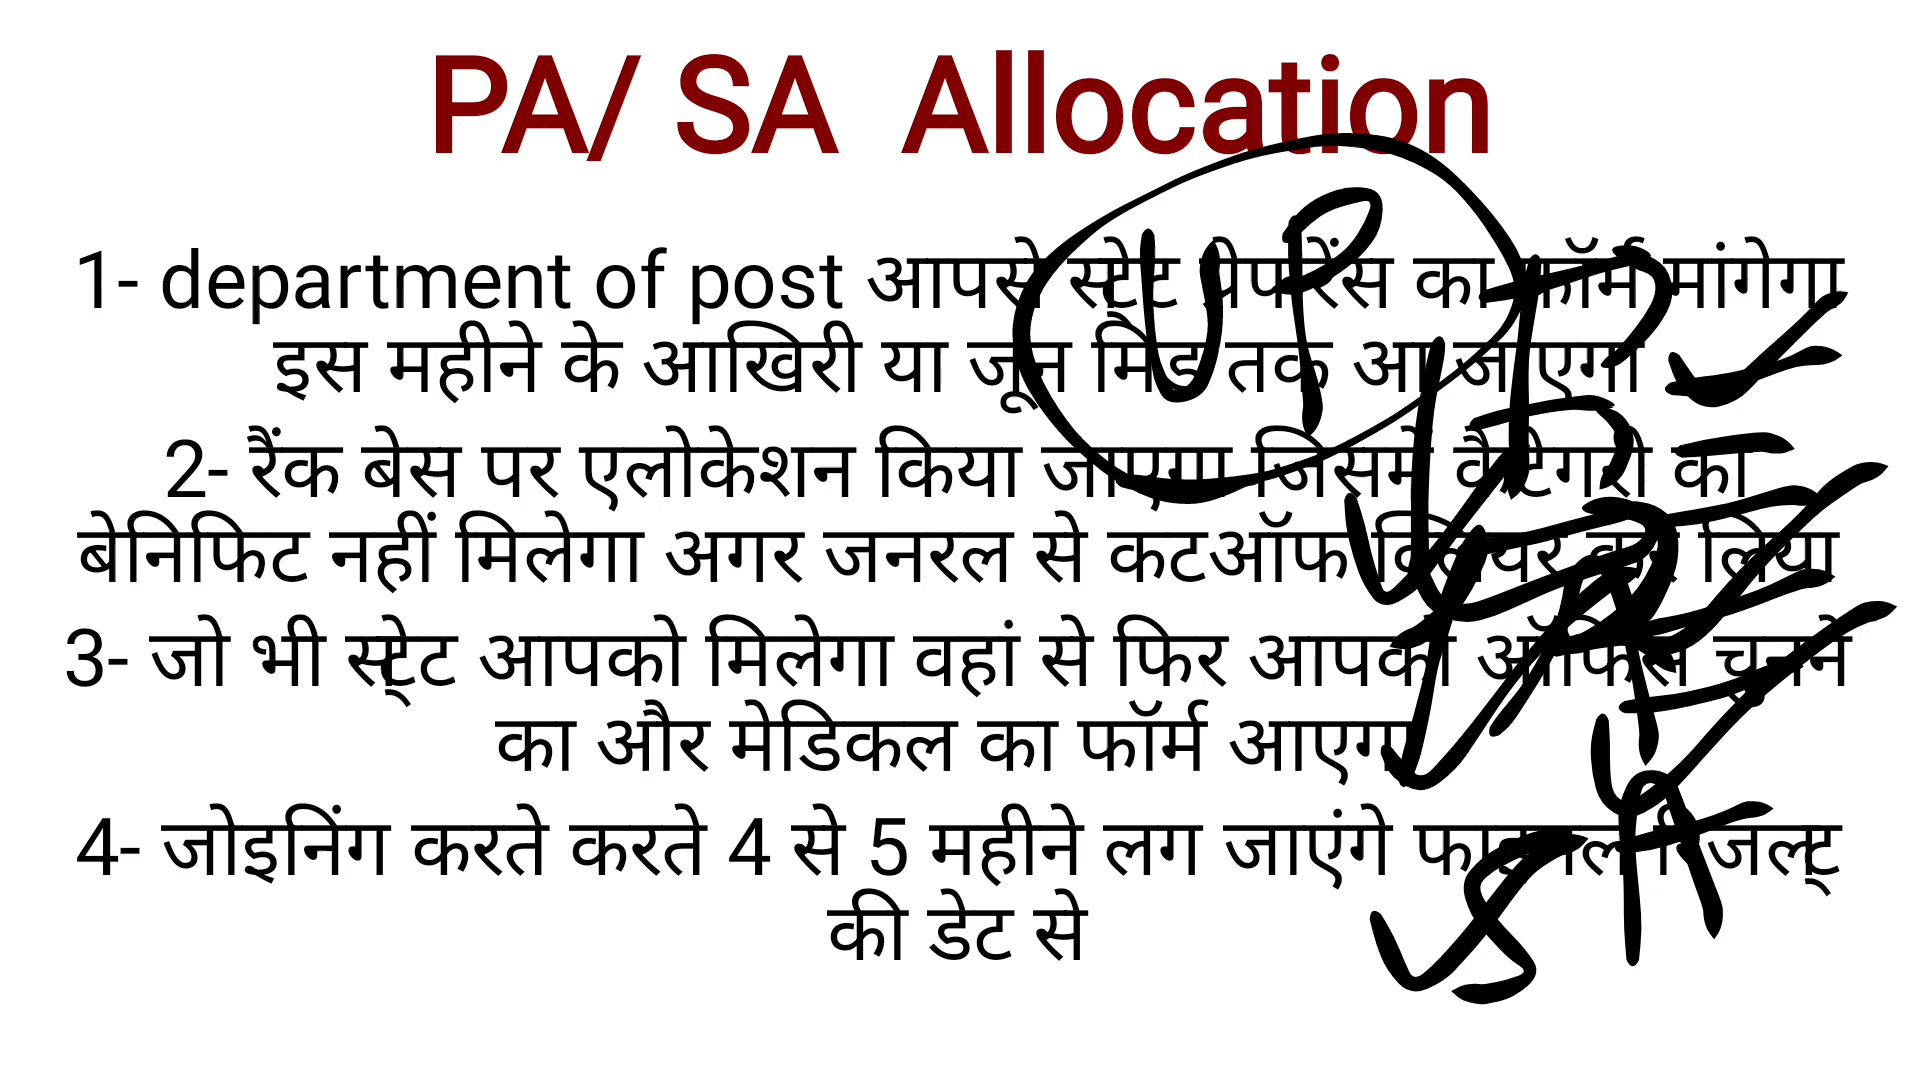 PA/ SA Allocation
1- department of post आपसे स्टेट प्रेफरेंस का फॉर्म मांगेगा
इस महीने के आखिरी या जून मिड तक आ जाएगा
2- रैंक बेस पर एलोकेशन किया जाएगा जिसमें कैटेगरी का
बेनिफिट नहीं मिलेगा अगर जनरल से कटऑफ क्लियर कर लिया
3- जो भी स्टेट आपको मिलेगा वहां से फिर आपको ऑफिस चुनने
का और मेडिकल का फॉर्म आएगा
4- जोइनिंग करते करते 4 से 5 महीने लग जाएंगे फाइनल रिजल्ट
की डेट से
UP